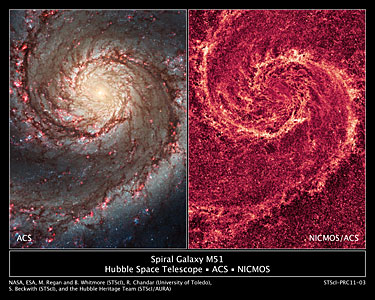 ACS
NICMOS/ACS
Spiral Galaxy M51
Hubble Space Telescope • ACS • NICMOS
NASA, ESA, M. Regan and B. Whitmore (STScI), R. Chandar (University of Toledo),
S. Beckwith (STScI), and the Hubble Heritage Team (STScI/AURA)
STScI-PRC11-03